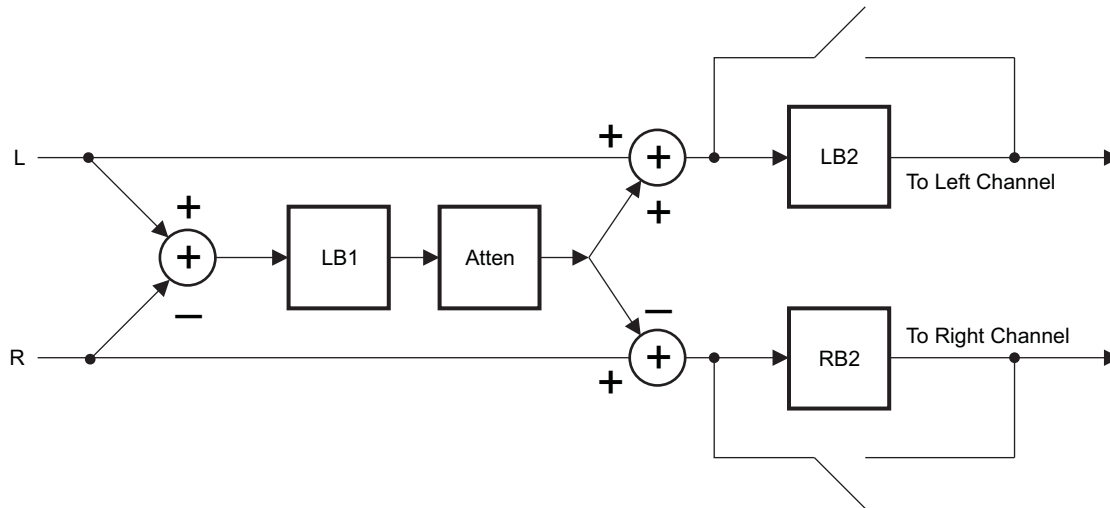 +
L
+
+
+
LB2
To Left Channel
+
+
LB1
Atten
−
−
To Right Channel
R
+
+
RB2